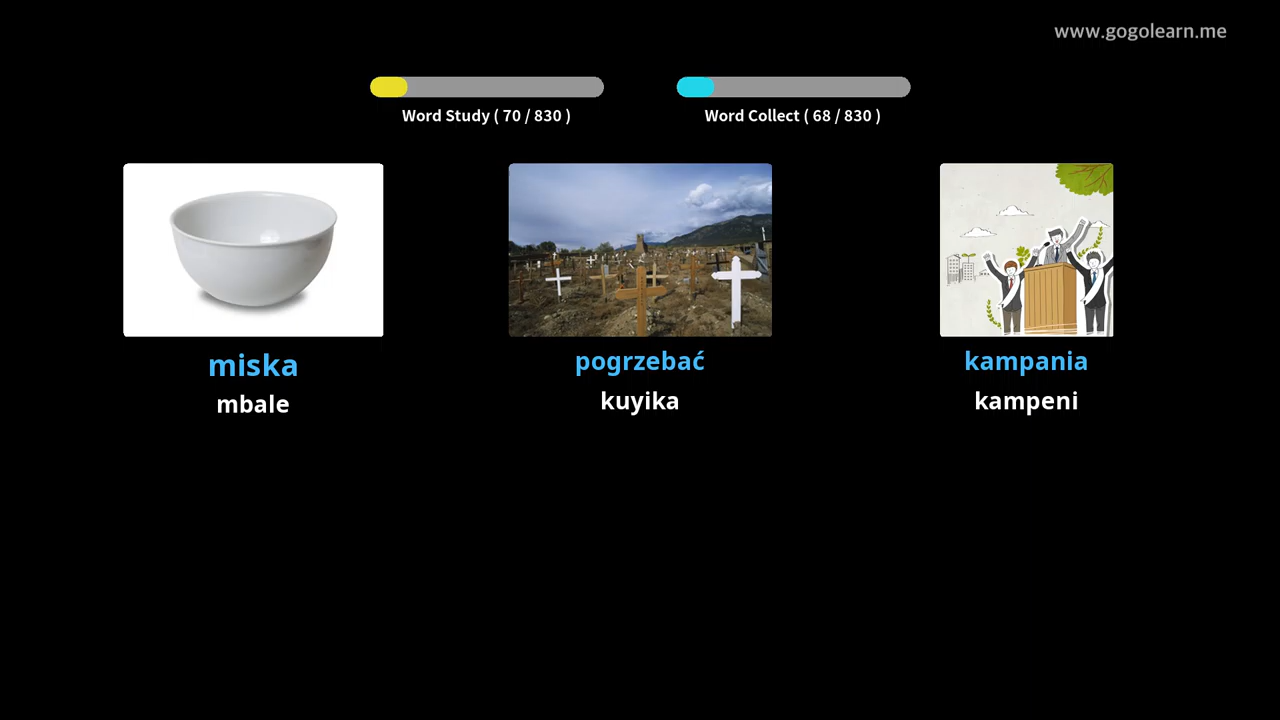 www.gogolearn.me
Word Study ( 70 / 830 )
Word Collect ( 68 / 830 )
miska
mbale
pogrzebać
kuyika
kampania
kampeni